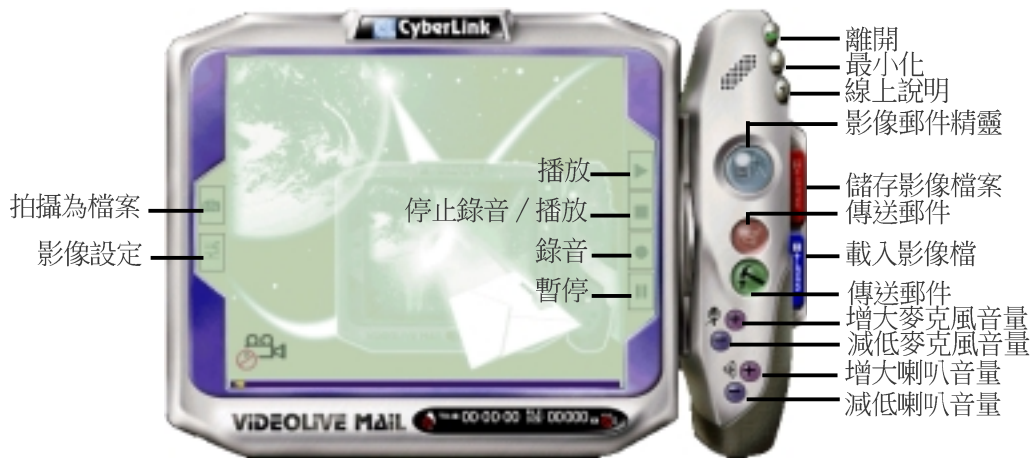 CyberLink
拍攝為檔案
影像設定
播放
停止錄音／播放
錄音
暫停
離開
最小化
線上說明
影像郵件精靈
儲存影像檔案
傳送郵件
載入影像檔
傳送郵件
增大麥克風音量
減低麥克風音量
增大喇叭音量
減低喇叭音量
VIDEOLIVE MAIL
00:00:00
00000